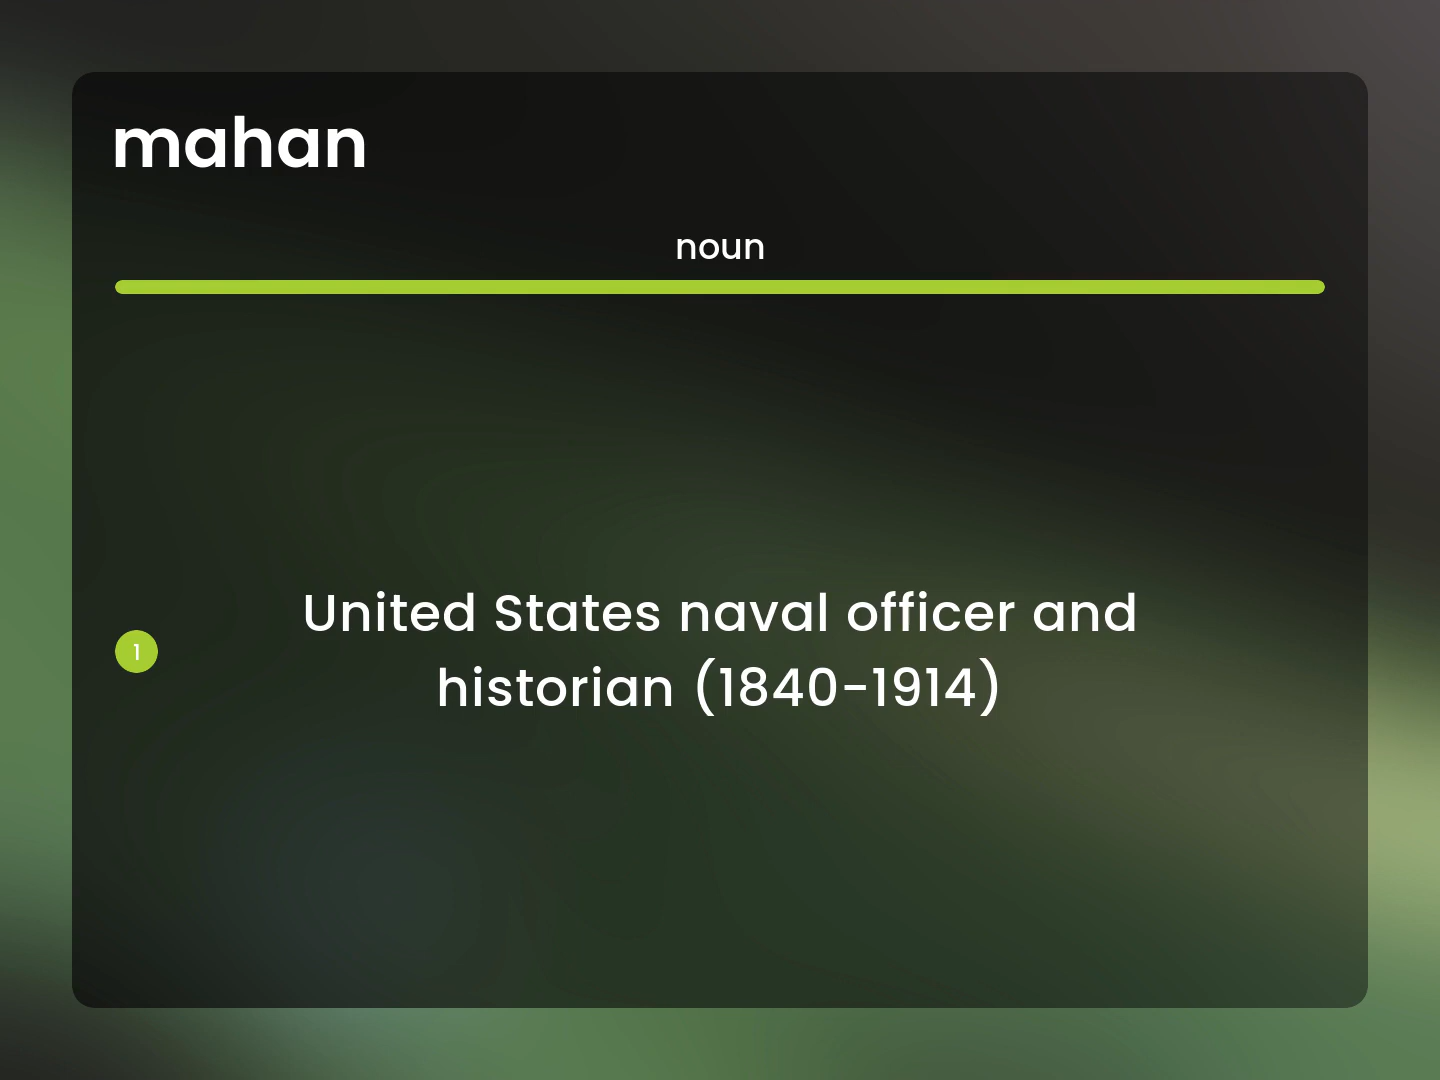 mahan
noun
1
United States naval officer and
historian (1840-1914)